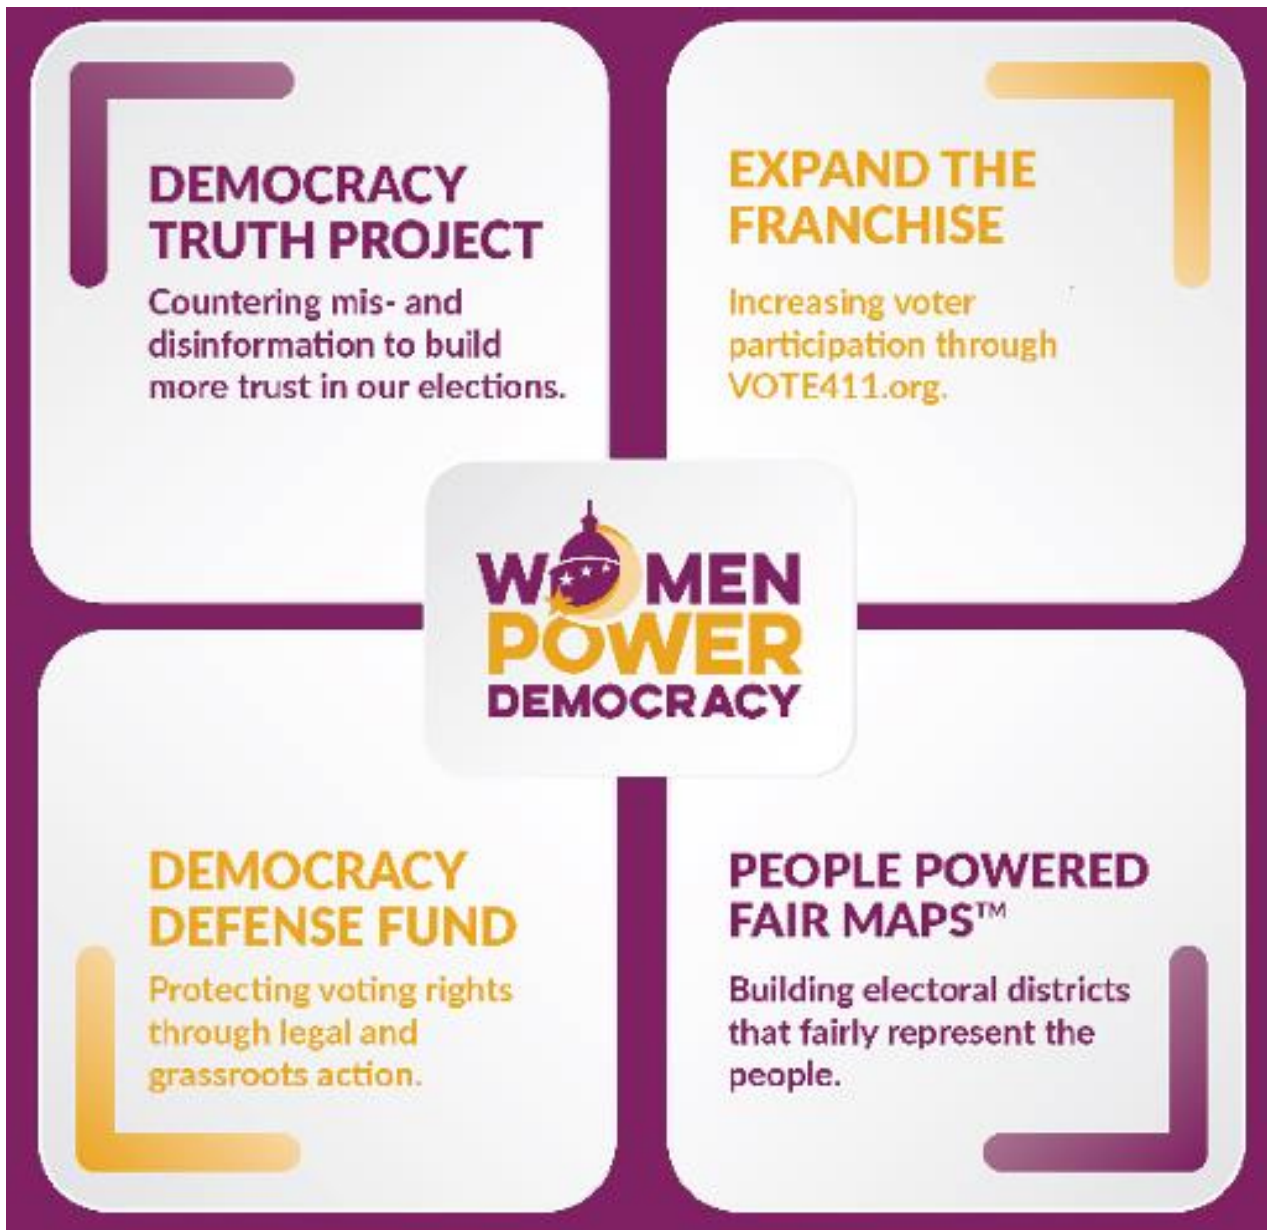 DEMOCRACY
TRUTH PROJECT
Countering mis- and
disinformation to build
more trust in our elections.
EXPAND THE
FRANCHISE
Increasing voter
participation through
VOTE411.org.
WOMEN
POWER
DEMOCRACY
DEMOCRACY
DEFENSE FUND
Protecting voting rights
through legal and
grassroots action.
PEOPLE POWERED
FAIR MAPS™
Building electoral districts
that fairly represent the
people.